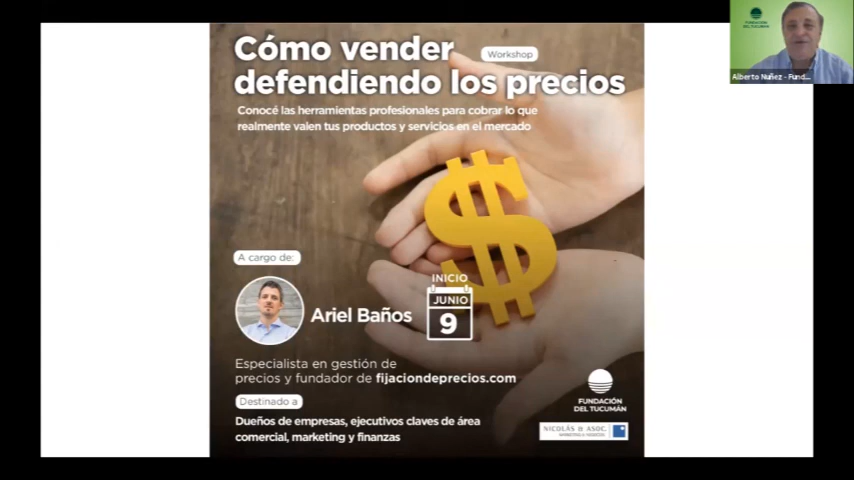 Cómo vender
Workshop
defendiendo los precios
Conocé las herramientas profesionales para cobrar lo que
realmente valen tus productos y servicios en el mercado
A cargo de:
Ariel Baños
INICIO
JUNIO
9
Especialista en gestión de
precios y fundador de fijaciondeprecios.com
Destinado a
Dueños de empresas, ejecutivos claves de área
comercial, marketing y finanzas
FUNDACIÓN
DEL TUCUMÁN
NICOLÁS & ASOC.
FUNDACIÓN
DEL TUCUMÁN
Alberto Nuñez - Fund...